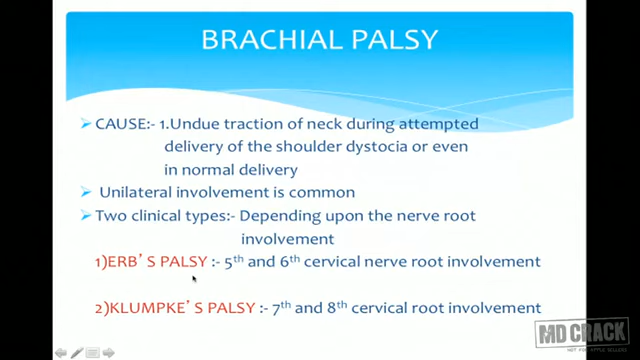 BRACHIAL PALSY
CAUSE:- 1.Undue traction of neck during attempted
delivery of the shoulder dystocia or even
in normal delivery
Unilateral involvement is common
Two clinical types:- Depending upon the nerve root
involvement
1)ERB' S PALSY :- 5th and 6th cervical nerve root involvement
2)KLUMPKE' S PALSY :- 7th and 8th cervical root involvement
MD CRACK